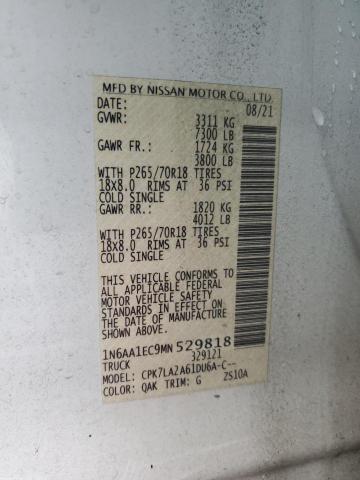 MFD BY NISSAN MOTOR CO., LTD.
DATE: 08/21
GVWR: 3311 KG
7300 LB
GAWR FR.: 1724 KG
3800 LB
WITH P265/70R18 TIRES
18x8.0 RIMS AT 36 PSI
COLD SINGLE
GAWR RR.: 1820 KG
4012 LB
WITH P265/70R18 TIRES
18x8.0 RIMS AT 36 PSI
COLD SINGLE
THIS VEHICLE CONFORMS TO
ALL APPLICABLE FEDERAL
MOTOR VEHICLE SAFETY
STANDARDS IN EFFECT ON
THE DATE OF MANUFACTURE
SHOWN ABOVE.
1N6AA1EC9MN529818
TRUCK 329121
MODEL: CPK7LA2A61DU6A-C--
COLOR: QAK TRIM: G ZS10A